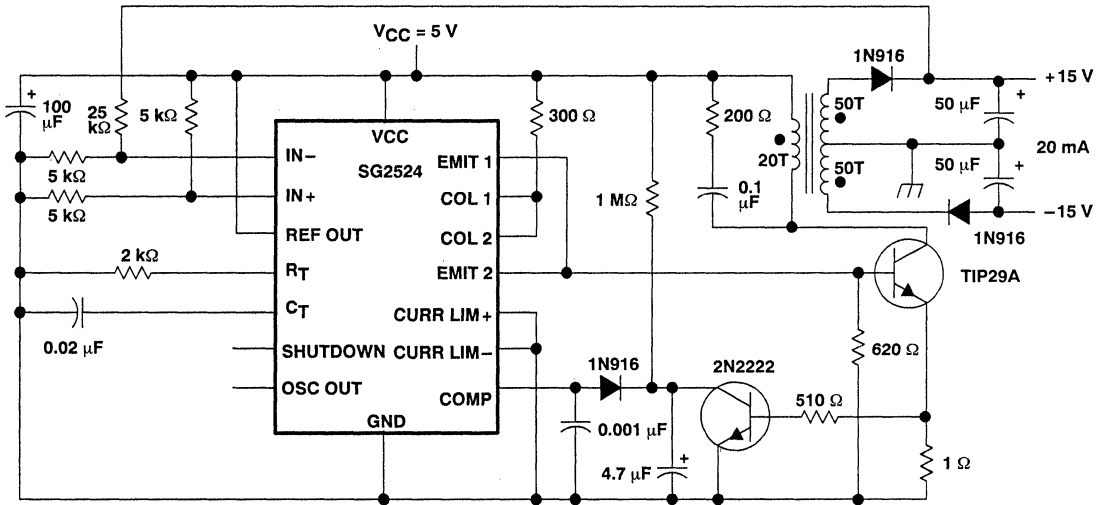 VCC = 5 V
1N916
+15 V
+
100
µF
25
kΩ
5 kΩ
300 Ω
200 Ω
50T
50 µF
+
VCC
SG2524
20T
20 mA
IN−
EMIT 1
5 kΩ
50T
50 µF
+
IN+
COL 1
1 MΩ
0.1
µF
5 kΩ
−15 V
REF OUT
COL 2
1N916
2 kΩ
RT
EMIT 2
TIP29A
CT
CURR LIM+
0.02 µF
SHUTDOWN
CURR LIM−
620 Ω
1N916
2N2222
OSC OUT
COMP
510 Ω
GND
0.001 µF
4.7 µF
+
1 Ω